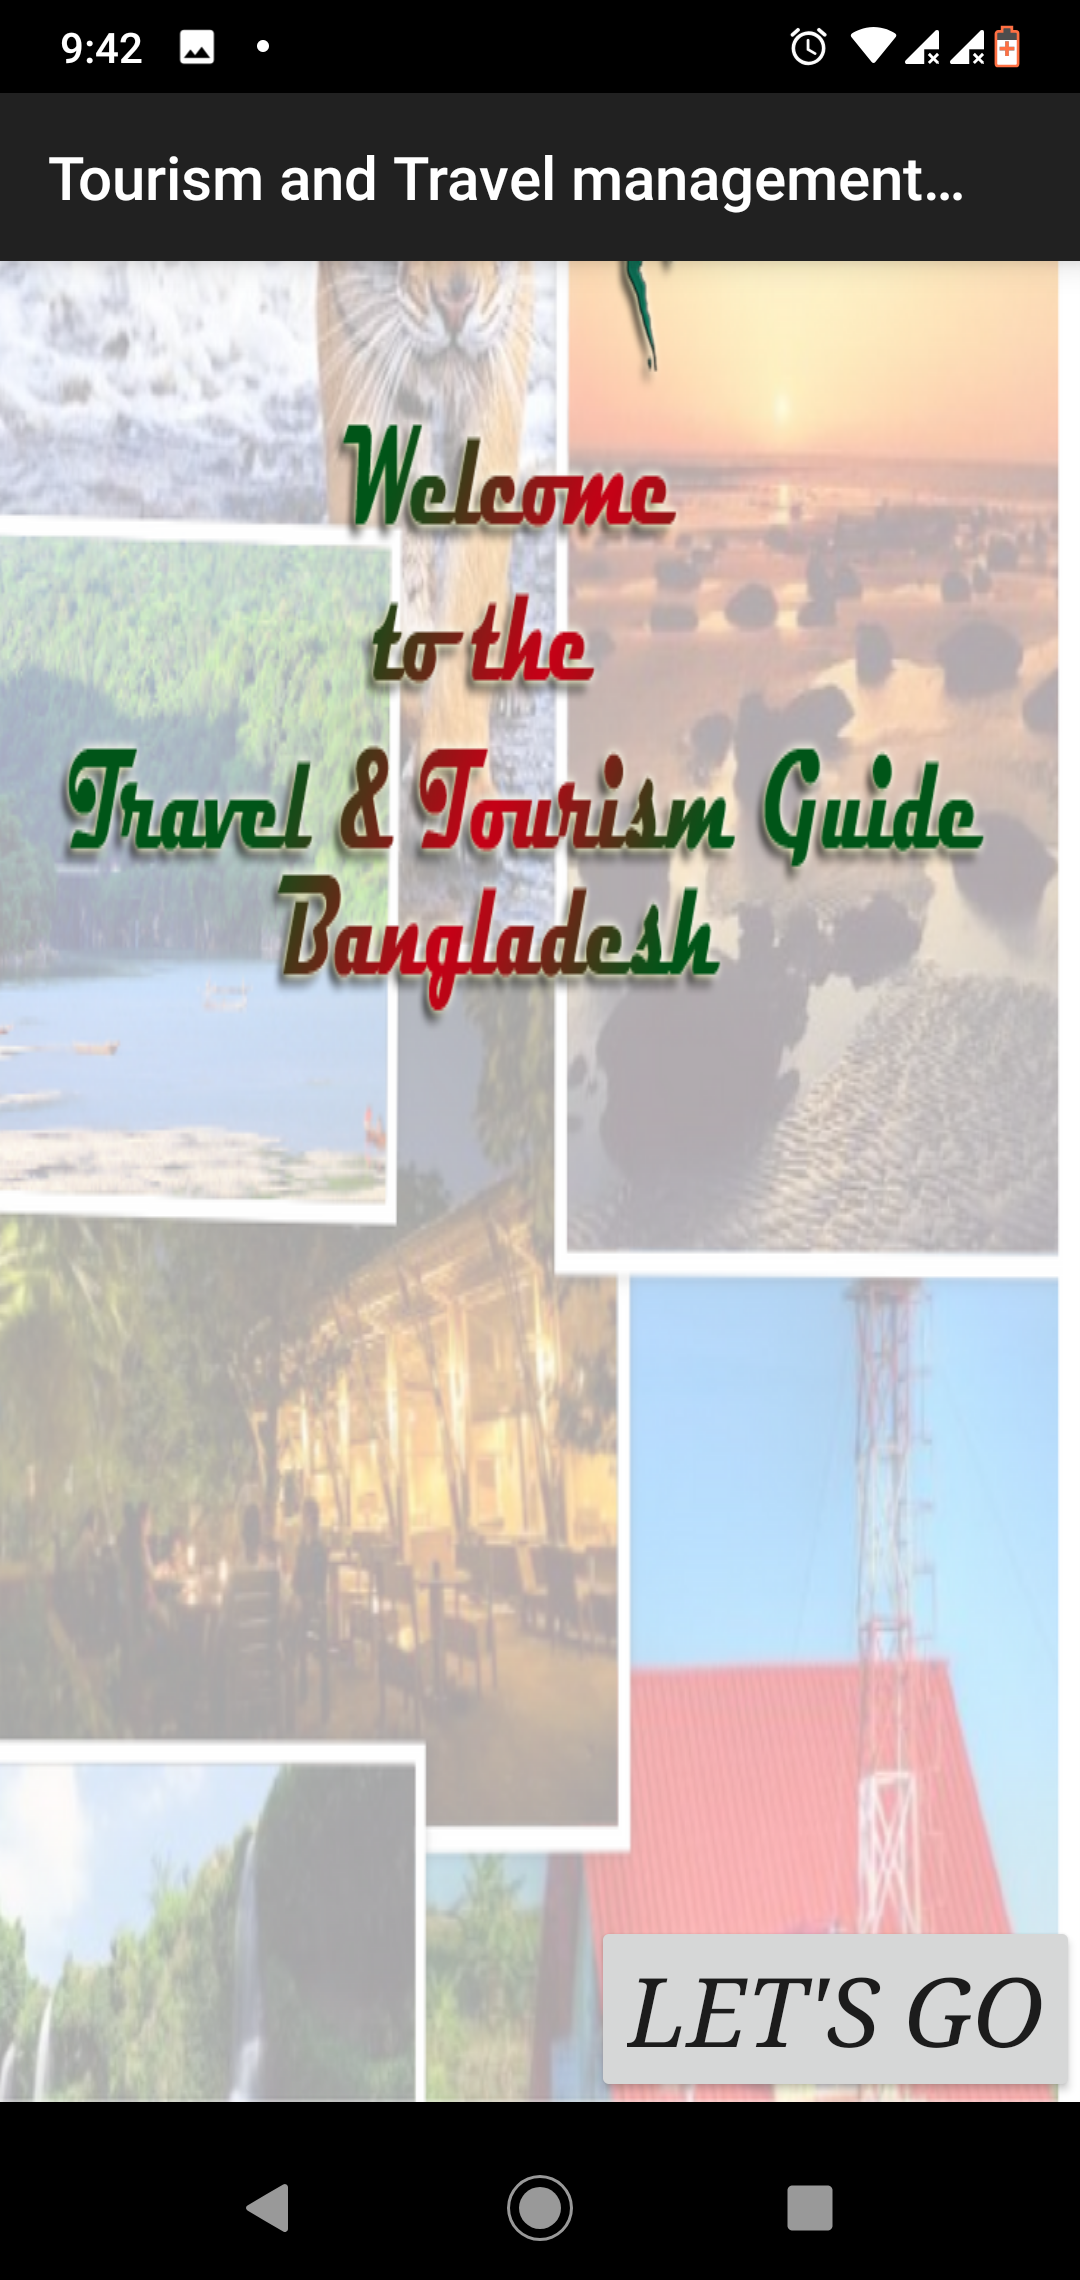 9:42
Tourism and Travel management...
Welcome
to the
Travel & Tourism Guide
Bangladesh
LET'S GO